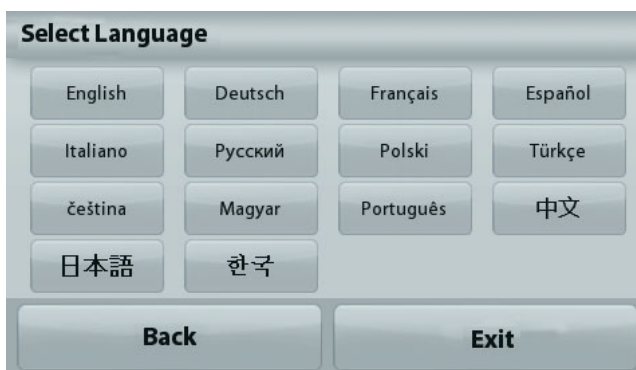 Select Language
English Deutsch Français Español
Italiano Русский Polski Türkçe
čeština Magyar Português 中文
日本語 한국
Back Exit